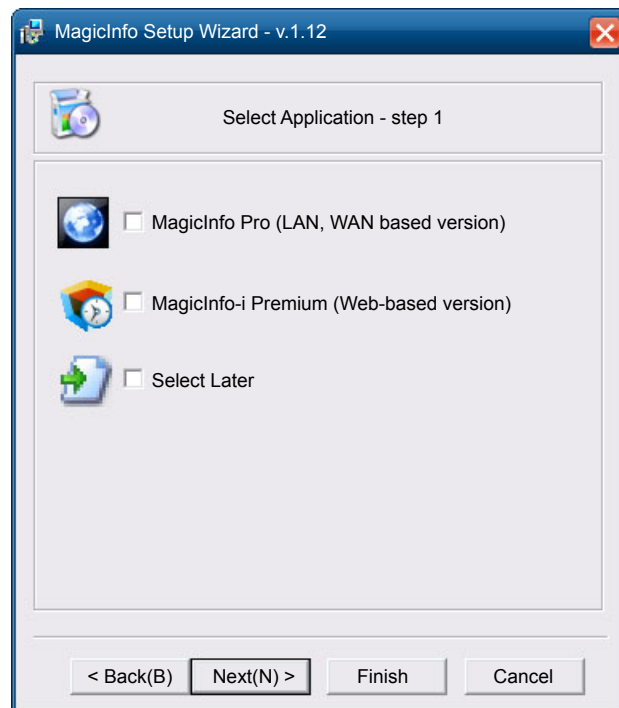 MagicInfo Setup Wizard - v.1.12
Select Application - step 1
MagicInfo Pro (LAN, WAN based version)
MagicInfo-i Premium (Web-based version)
Select Later
< Back(B) Next(N) > Finish Cancel